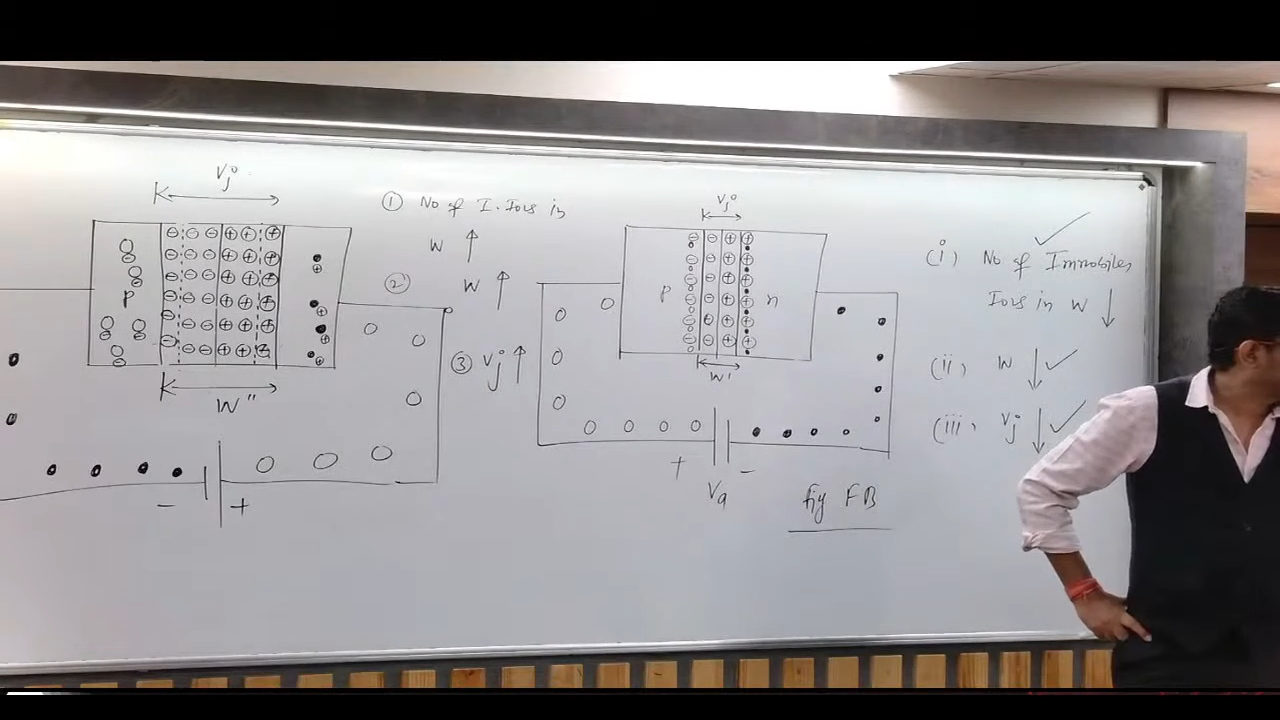 Vj°
① No of I. Ions in
W ↑
② W ↑
③ Vj ↑
P
W"
- +
Vj°
P n
W'
+ -
Va
fig FB
(i) No of Immobiles
Ions in W ↓
(ii) W ↓ ✓
(iii) Vj ↓ ✓